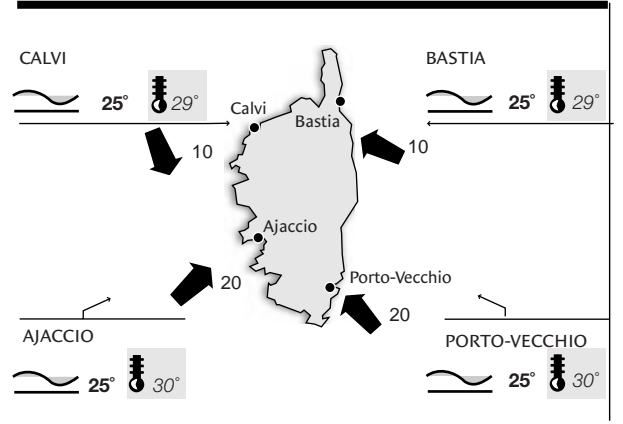 CALVI
25° 29°
BASTIA
25° 29°
Calvi
Bastia
10
10
Ajaccio
20
Porto-Vecchio
20
AJACCIO
25° 30°
PORTO-VECCHIO
25° 30°